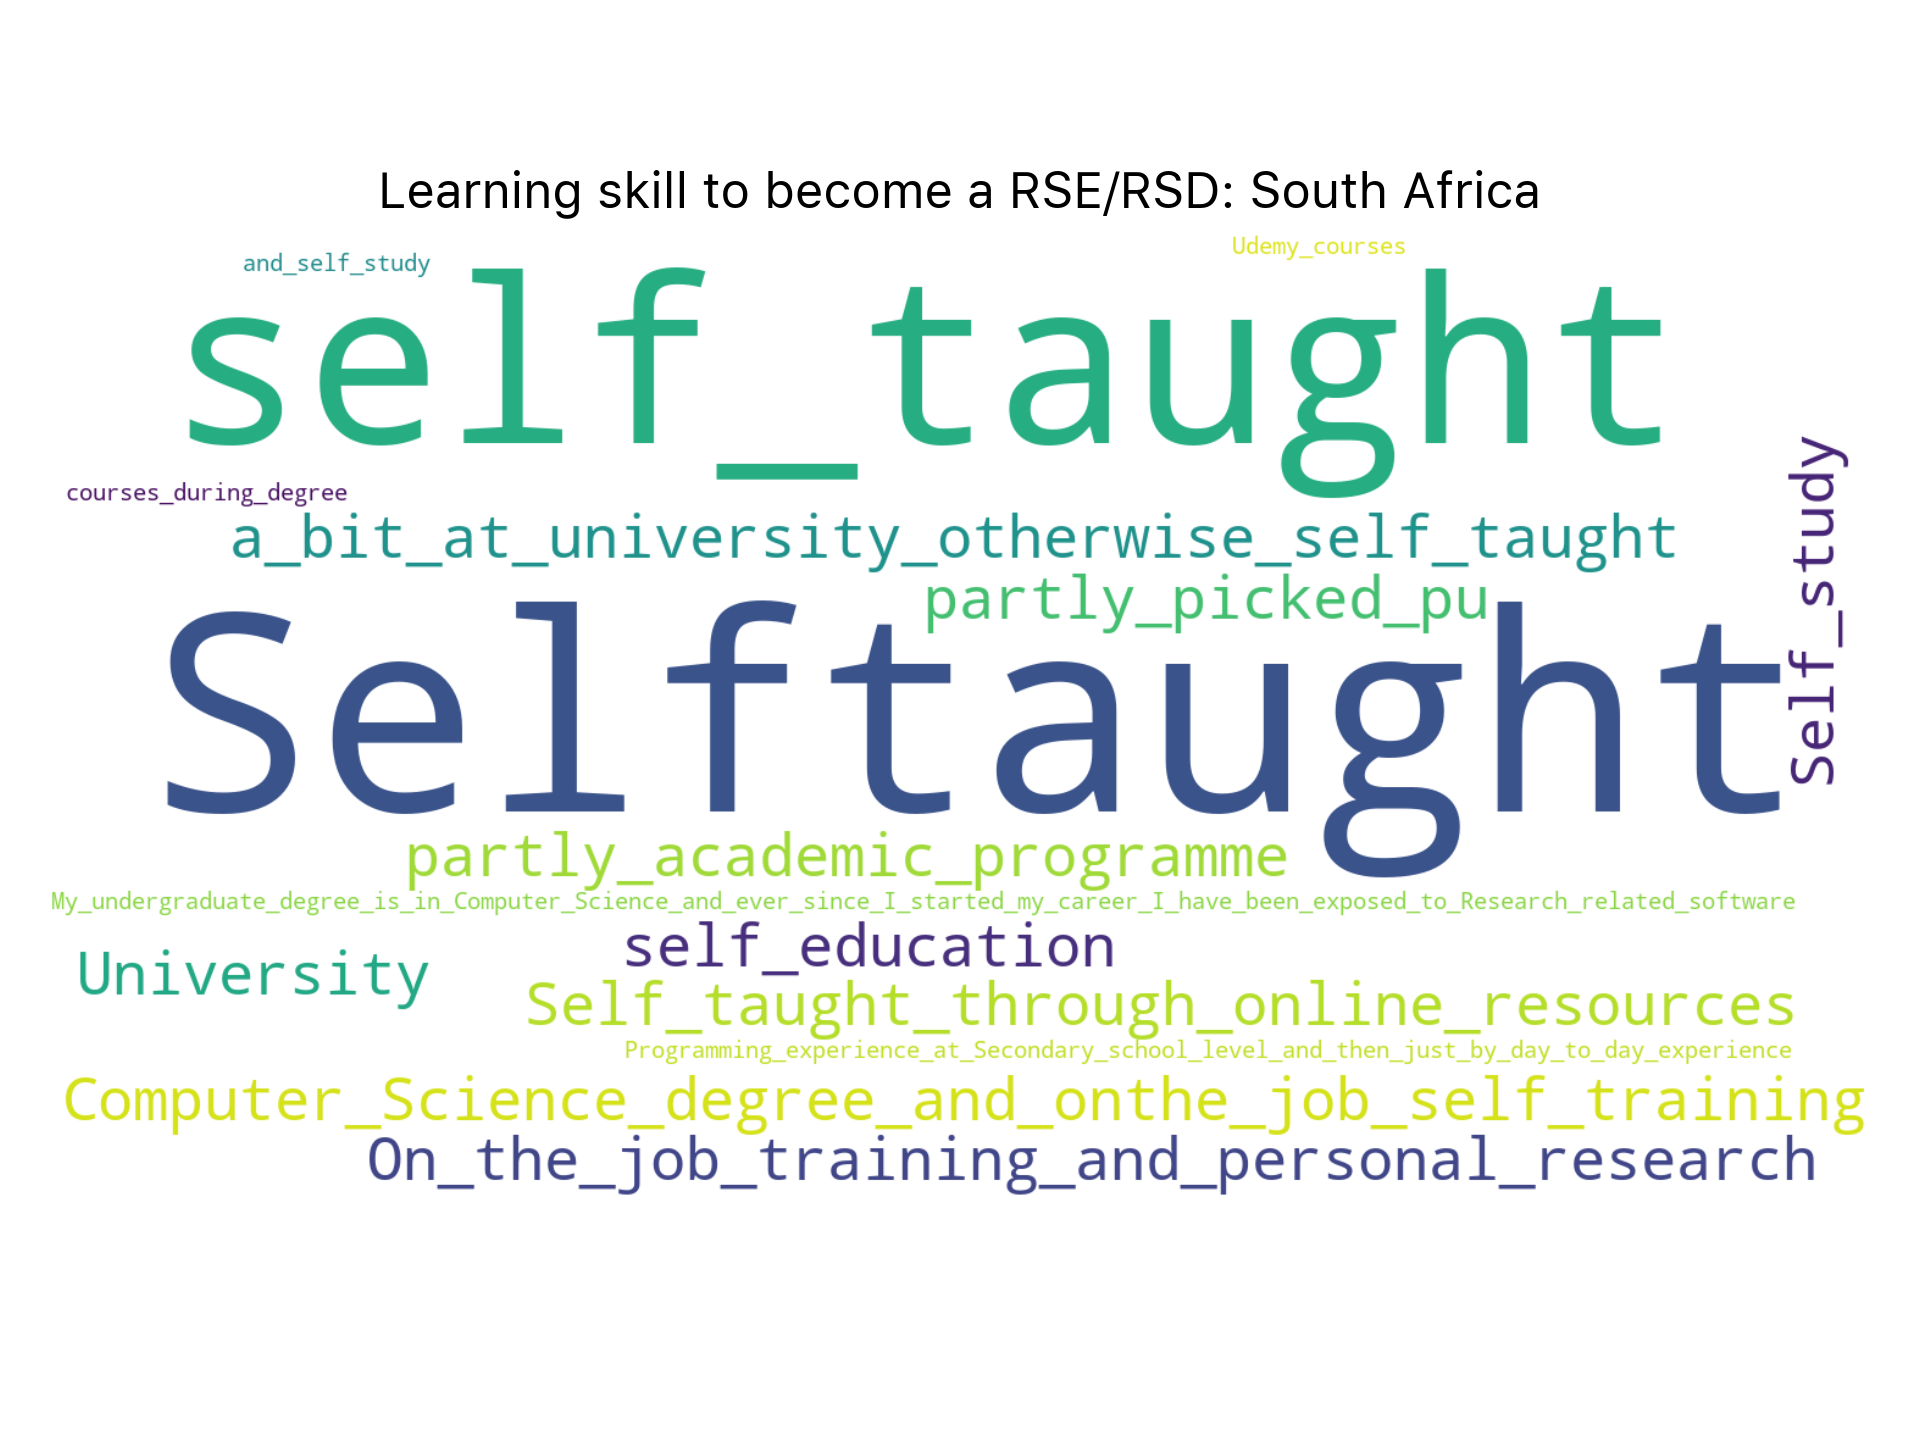 Learning skill to become a RSE/RSD: South Africa
Udemy_courses
and_self_study
self_taught
courses_during_degree
a_bit_at_university_otherwise_self_taught
Self_study
partly_picked_pu
Selftaught
partly_academic_programme
My_undergraduate_degree_is_in_Computer_Science_and_ever_since_I_started_my_career_I_have_been_exposed_to_Research_related_software
self_education
University
Self_taught_through_online_resources
Programming_experience_at_Secondary_school_level_and_then_just_by_day_to_day_experience
Computer_Science_degree_and_onthe_job_self_training
On_the_job_training_and_personal_research